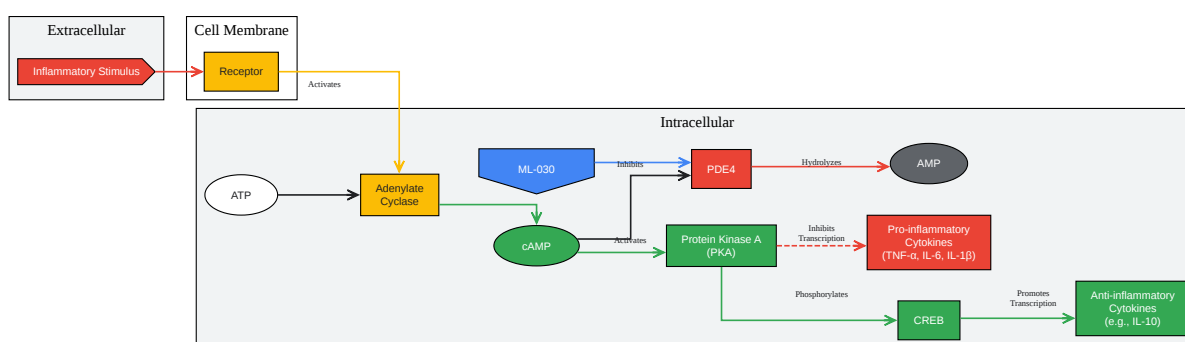 Extracellular
Cell Membrane
Inflammatory Stimulus
Receptor
Activates
Intracellular
ML-030
Inhibits
PDE4
Hydrolyzes
AMP
ATP
Adenylate
Cyclase
cAMP
Activates
Protein Kinase A
(PKA)
Inhibits
Transcription
Pro-inflammatory
Cytokines
(TNF-α, IL-6, IL-1β)
Phosphorylates
CREB
Promotes
Transcription
Anti-inflammatory
Cytokines
(e.g., IL-10)